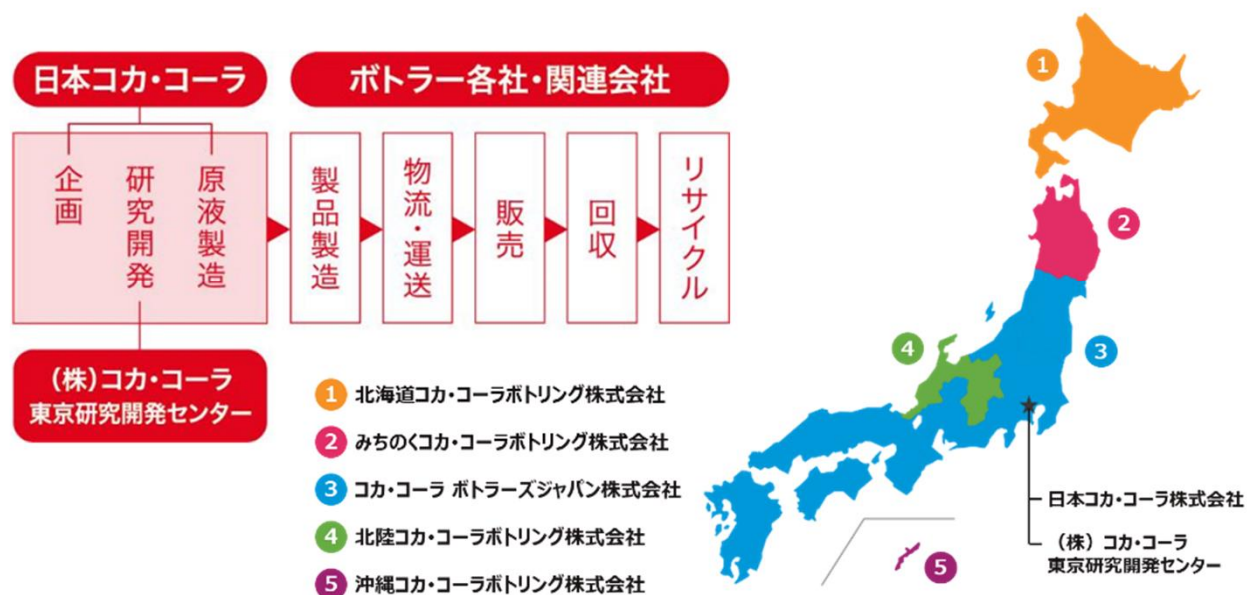 日本コカ・コーラ
ボトラー各社・関連会社
企画
研究開発
原液製造
製品製造
物流・運送
販売
回収
リサイクル
（株）コカ・コーラ
東京研究開発センター
1 北海道コカ・コーラボトリング株式会社
2 みちのくコカ・コーラボトリング株式会社
3 コカ・コーラ ボトラーズジャパン株式会社
4 北陸コカ・コーラボトリング株式会社
5 沖縄コカ・コーラボトリング株式会社
1
2
3
4
5
日本コカ・コーラ株式会社
（株） コカ・コーラ
東京研究開発センター